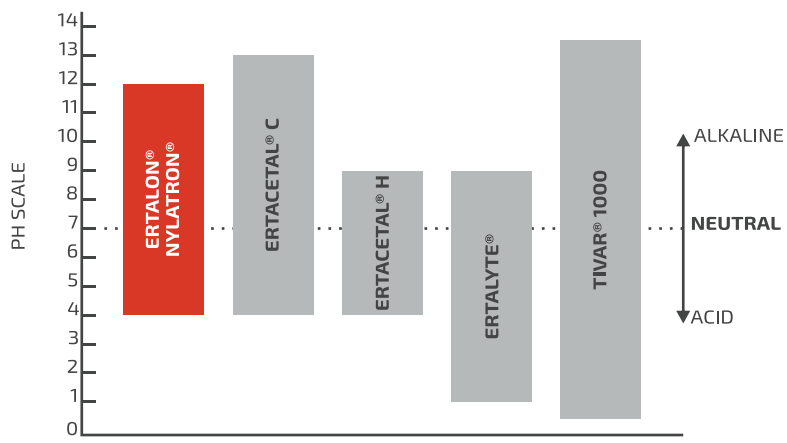 14
13
12
11
10
9
8
7
6
5
4
3
2
1
0
PH SCALE
ERTALON®
NYLATRON®
ERTACETAL® C
ERTACETAL® H
ERTALYTE®
TIVAR® 1000
ALKALINE
NEUTRAL
ACID